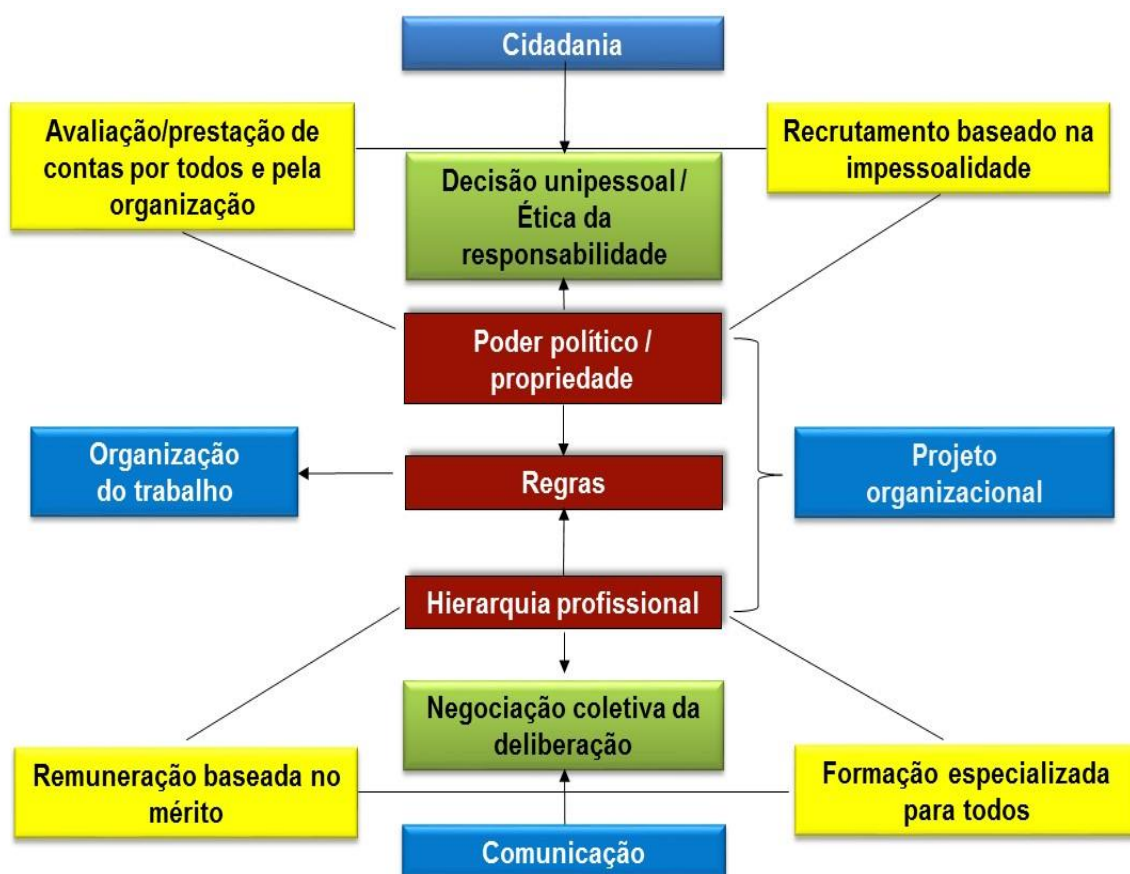 Cidadania
Avaliação/prestação de
contas por todos e pela
organização
Recrutamento baseado na
impessoalidade
Decisão unipessoal /
Ética da
responsabilidade
Poder político /
propriedade
Organização
do trabalho
Regras
Projeto
organizacional
Hierarquia profissional
Negociação coletiva da
deliberação
Remuneração baseada no
mérito
Formação especializada
para todos
Comunicação